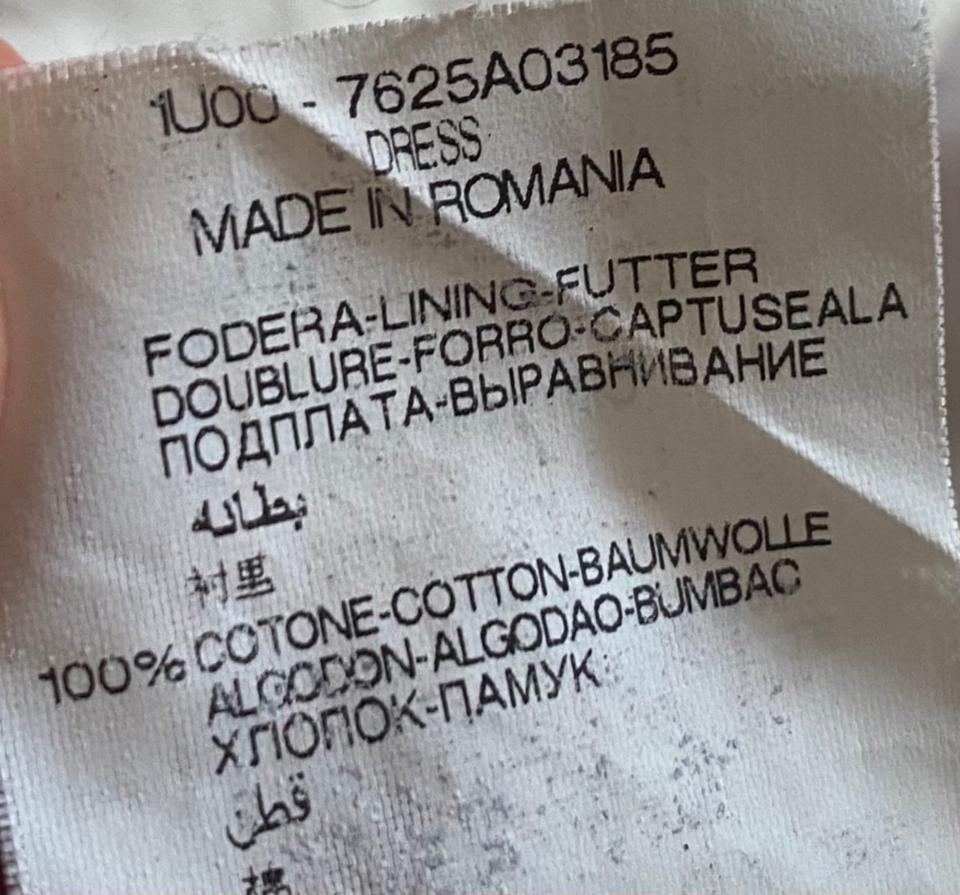 1U00 - 7625A03185
DRESS
MADE IN ROMANIA
FODERA-LINING-FUTTER
DOUBLURE-FORRO-CAPTUSEALA
ПОДПЛАТА-ВЫРАВНИВАНИЕ
بطانه
衬里
100% COTONE-COTTON-BAUMWOLLE
ALGODON-ALGODAO-BUMBAC
ХЛОПОК-ПАМУК
قطن